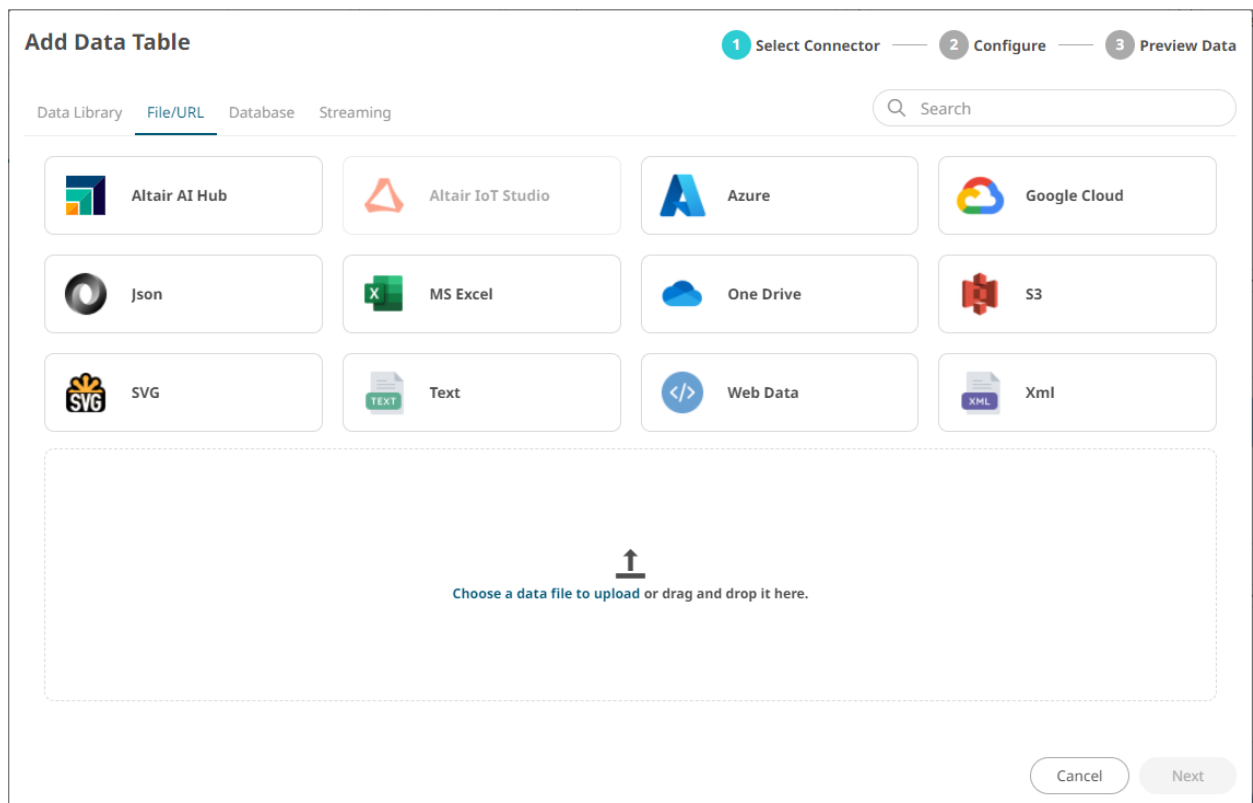 Add Data Table
1 Select Connector 2 Configure 3 Preview Data
Data Library File/URL Database Streaming Search
Altair AI Hub Altair IoT Studio Azure Google Cloud
Json X MS Excel One Drive S3
SVG SVG TEXT Text </> Web Data XML Xml
Choose a data file to upload or drag and drop it here.
Cancel Next